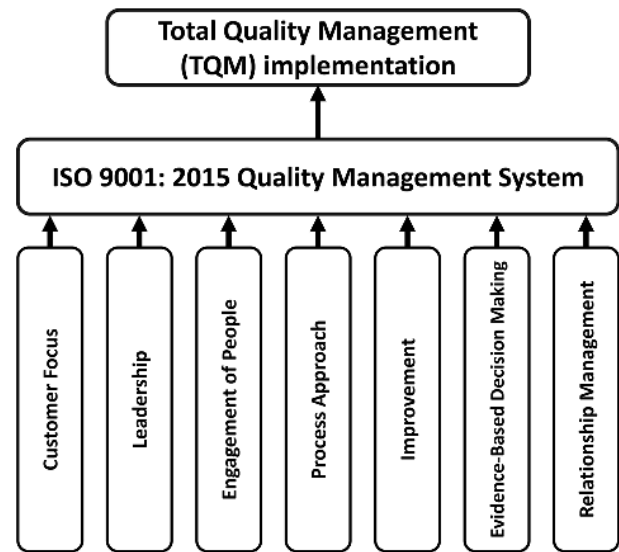 Total Quality Management
(TQM) implementation
ISO 9001: 2015 Quality Management System
Customer Focus
Leadership
Engagement of People
Process Approach
Improvement
Evidence-Based Decision Making
Relationship Management